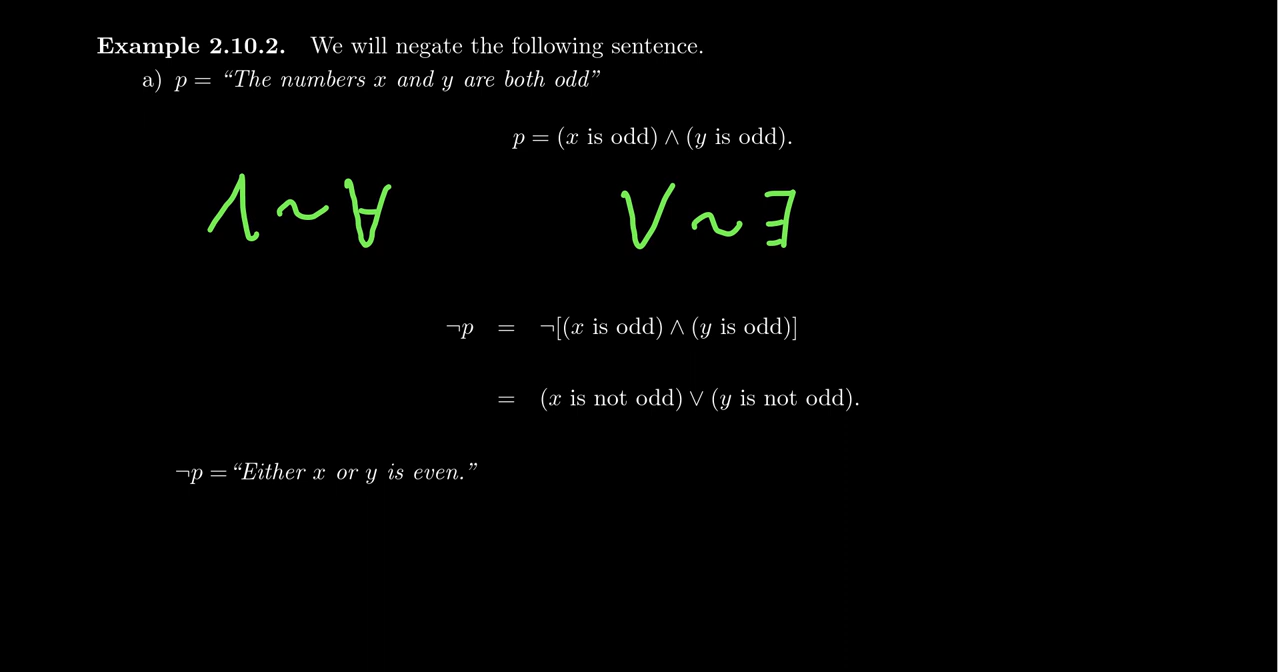 Example 2.10.2. We will negate the following sentence.
a) p = “The numbers x and y are both odd”
p = (x is odd) ∧ (y is odd).
∧ ~ ∀ ∨ ~ ∃
¬p = ¬[(x is odd) ∧ (y is odd)]
= (x is not odd) ∨ (y is not odd).
¬p = “Either x or y is even.”